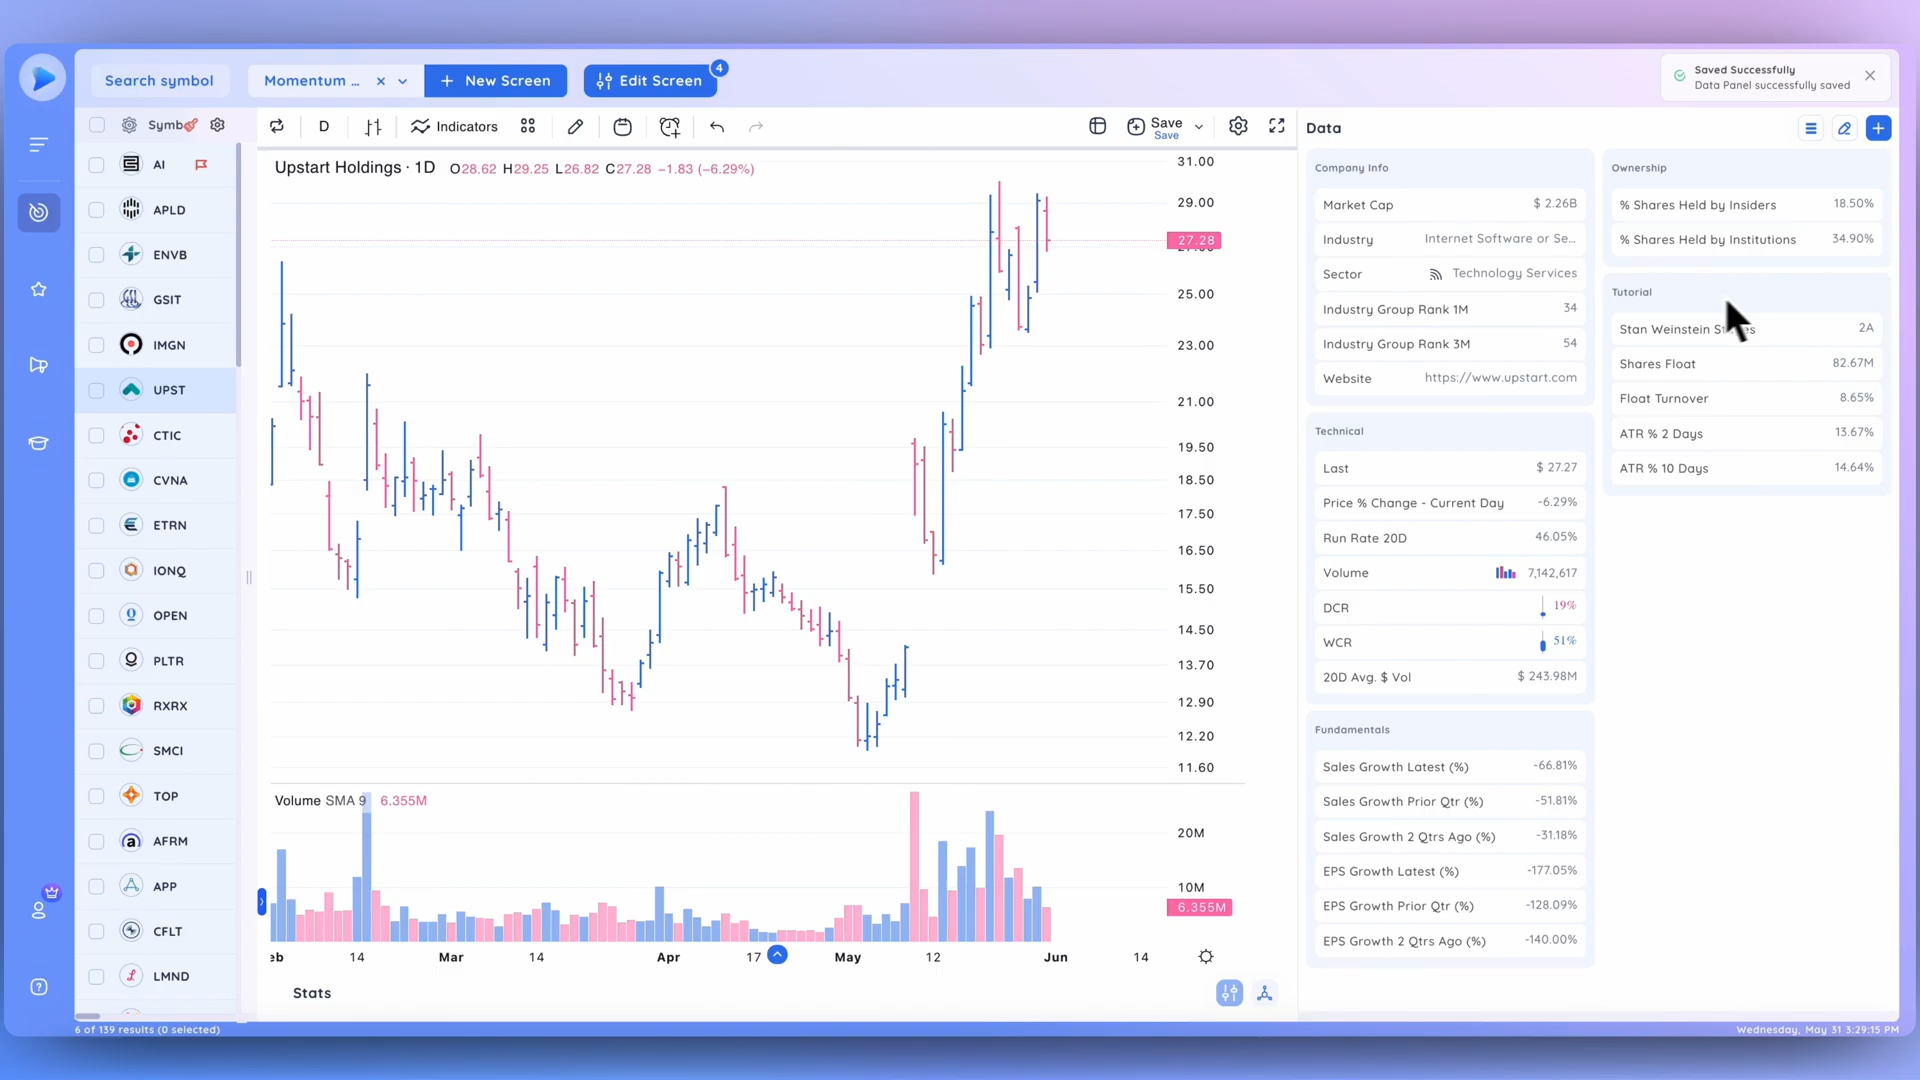 Search symbol
Momentum ...
New Screen
Edit Screen
4
Saved Successfully
Data Panel successfully saved
Symb
D
Indicators
Save
Save
Data
AI
APLD
ENVB
GSIT
IMGN
UPST
CTIC
CVNA
ETRN
IONQ
OPEN
PLTR
RXRX
SMCI
TOP
AFRM
APP
CFLT
LMND
Upstart Holdings · 1D O28.62 H29.25 L26.82 C27.28 −1.83 (−6.29%)
31.00
29.00
27.28
25.00
23.00
21.00
19.50
18.50
17.50
16.50
15.50
14.50
13.70
12.90
12.20
11.60
Volume SMA 9 6.355M
20M
10M
6.355M
eb 14 Mar 14 Apr 17 May 12 Jun 14
Stats
Company Info
Market Cap $ 2.26B
Industry Internet Software or Se...
Sector Technology Services
Industry Group Rank 1M 34
Industry Group Rank 3M 54
Website https://www.upstart.com
Technical
Last $ 27.27
Price % Change - Current Day -6.29%
Run Rate 20D 46.05%
Volume 7,142,617
DCR 19%
WCR 51%
20D Avg. $ Vol $ 243.98M
Fundamentals
Sales Growth Latest (%) -66.81%
Sales Growth Prior Qtr (%) -51.81%
Sales Growth 2 Qtrs Ago (%) -31.18%
EPS Growth Latest (%) -177.05%
EPS Growth Prior Qtr (%) -128.09%
EPS Growth 2 Qtrs Ago (%) -140.00%
Ownership
% Shares Held by Insiders 18.50%
% Shares Held by Institutions 34.90%
Tutorial
Stan Weinstein 2A
Shares Float 82.67M
Float Turnover 8.65%
ATR % 2 Days 13.67%
ATR % 10 Days 14.64%
6 of 139 results (0 selected)
Wednesday, May 31 3:29:15 PM